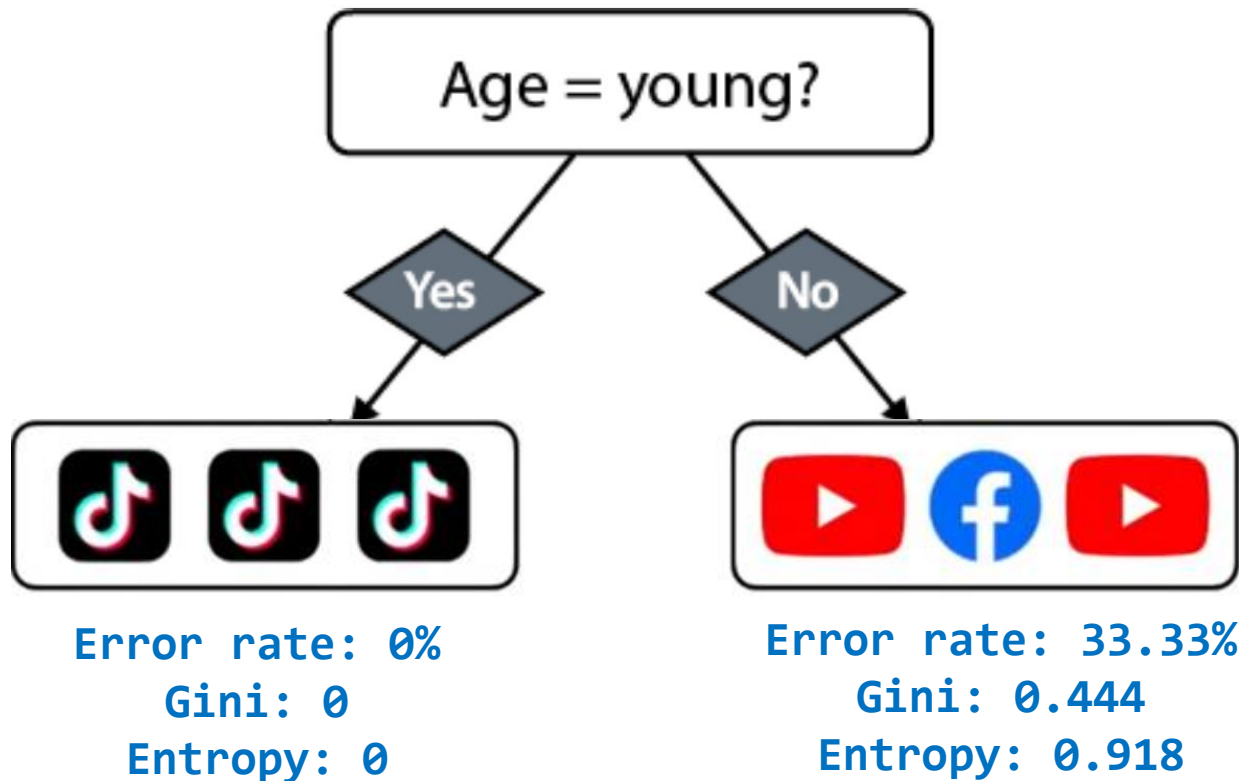 Age = young?
Yes
No
Error rate: 0%
Gini: 0
Entropy: 0
Error rate: 33.33%
Gini: 0.444
Entropy: 0.918